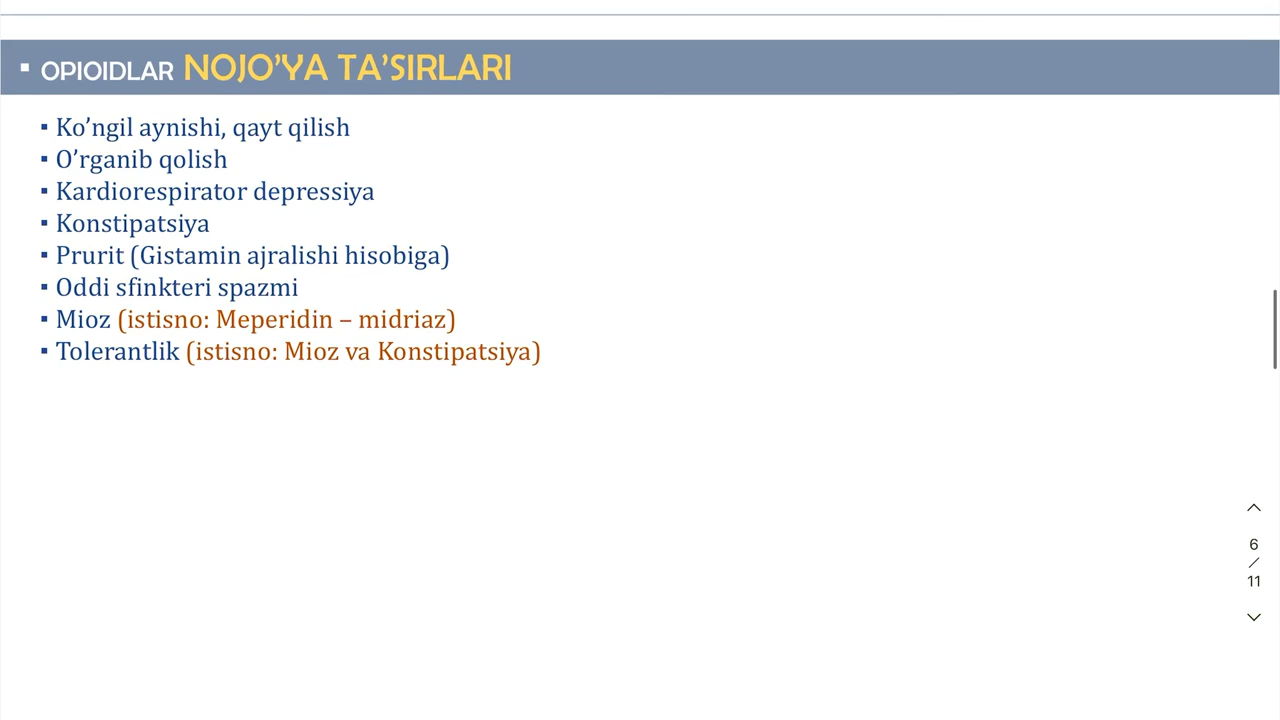 ▪ OPIOIDLAR NOJO’YA TA’SIRLARI
▪ Ko’ngil aynishi, qayt qilish
▪ O’rganib qolish
▪ Kardiorespirator depressiya
▪ Konstipatsiya
▪ Prurit (Gistamin ajralishi hisobiga)
▪ Oddi sfinkteri spazmi
▪ Mioz (istisno: Meperidin – midriaz)
▪ Tolerantlik (istisno: Mioz va Konstipatsiya)
6
/
11